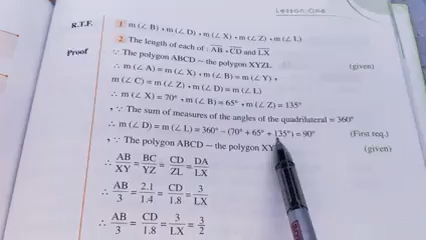 Lesson One
R.T.F. 1 m (∠ B) , m (∠ D) , m (∠ X) , m (∠ Z) , m (∠ L)
2 The length of each of : AB , CD and LX
Proof ∵ The polygon ABCD ~ the polygon XYZL (given)
∴ m (∠ A) = m (∠ X) , m (∠ B) = m (∠ Y) ,
m (∠ C) = m (∠ Z) , m (∠ D) = m (∠ L)
∴ m (∠ X) = 70° , m (∠ B) = 65° , m (∠ Z) = 135°
, ∵ The sum of measures of the angles of the quadrilateral = 360°
∴ m (∠ D) = m (∠ L) = 360° – (70° + 65° + 135°) = 90° (First req.)
, ∵ The polygon ABCD ~ the polygon XY (given)
∴ AB/XY = BC/YZ = CD/ZL = DA/LX
∴ AB/3 = 2.1/1.4 = CD/1.8 = 3/LX
∴ AB/3 = CD/1.8 = 3/LX = 3/2